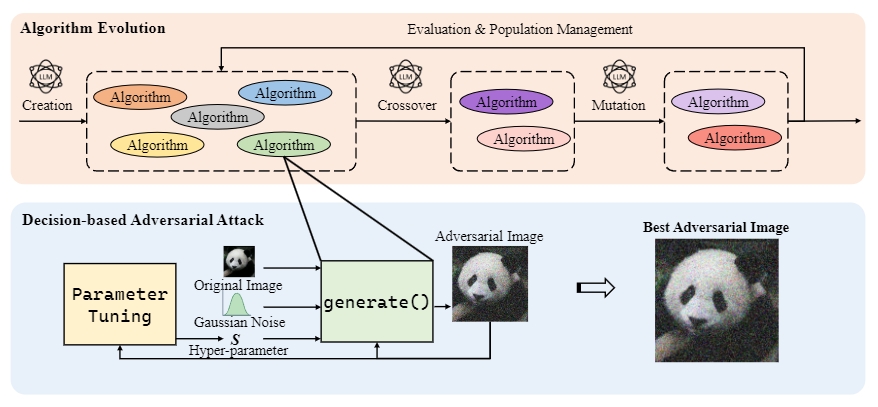 Algorithm Evolution
Evaluation & Population Management
LLM
Creation
Algorithm
Algorithm
Algorithm
Algorithm
Algorithm
LLM
Crossover
Algorithm
Algorithm
LLM
Mutation
Algorithm
Algorithm
Decision-based Adversarial Attack
Parameter
Tuning
Original Image
Gaussian Noise
S
Hyper-parameter
generate()
Adversarial Image
Best Adversarial Image